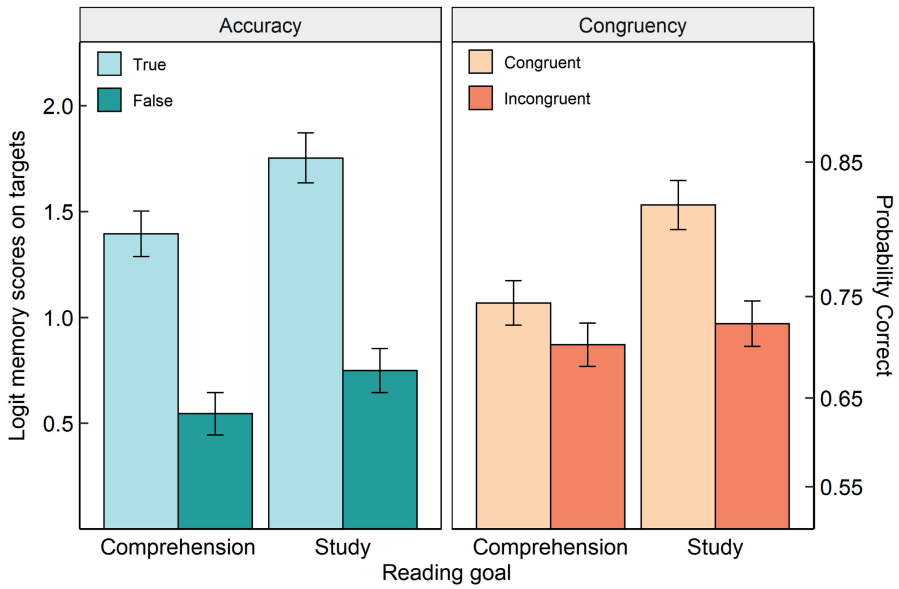 Accuracy
Congruency
True
False
Congruent
Incongruent
Logit memory scores on targets
2.0
1.5
1.0
0.5
0.85
0.75
0.65
0.55
Probability Correct
Comprehension
Study
Comprehension
Study
Reading goal